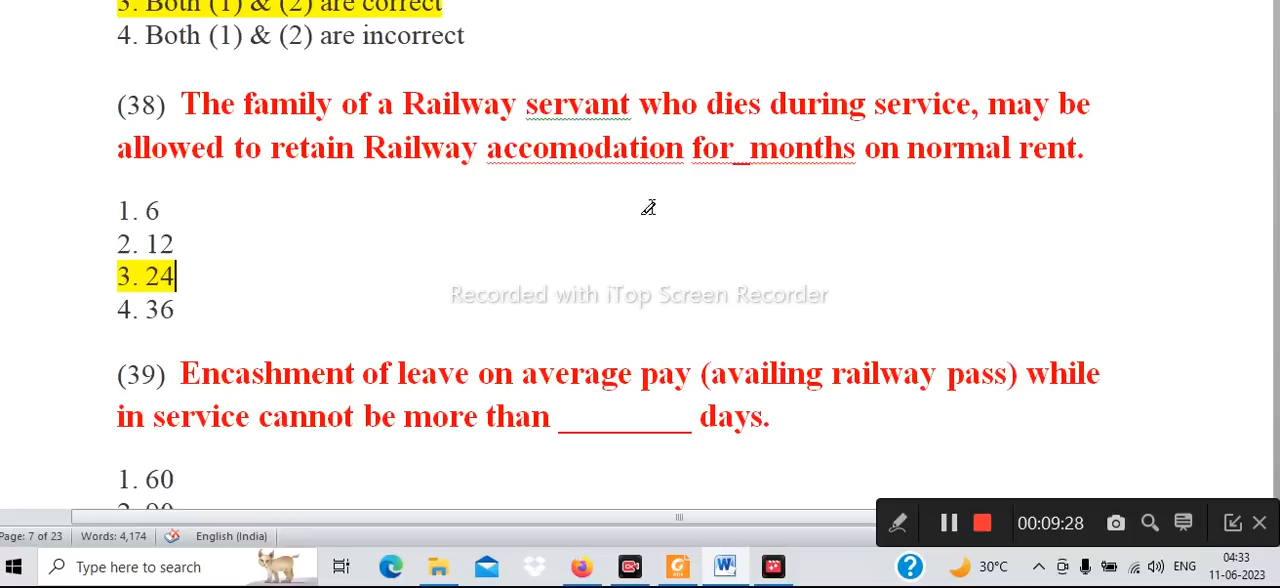 3. Both (1) & (2) are correct
4. Both (1) & (2) are incorrect
(38) The family of a Railway servant who dies during service, may be
allowed to retain Railway accomodation for_months on normal rent.
1. 6
2. 12
3. 24
4. 36
Recorded with iTop Screen Recorder
(39) Encashment of leave on average pay (availing railway pass) while
in service cannot be more than _________ days.
1. 60
2. 90
00:09:28
Page: 7 of 23 Words: 4,174 English (India)
Type here to search 30°C ENG 04:33
11-06-2023